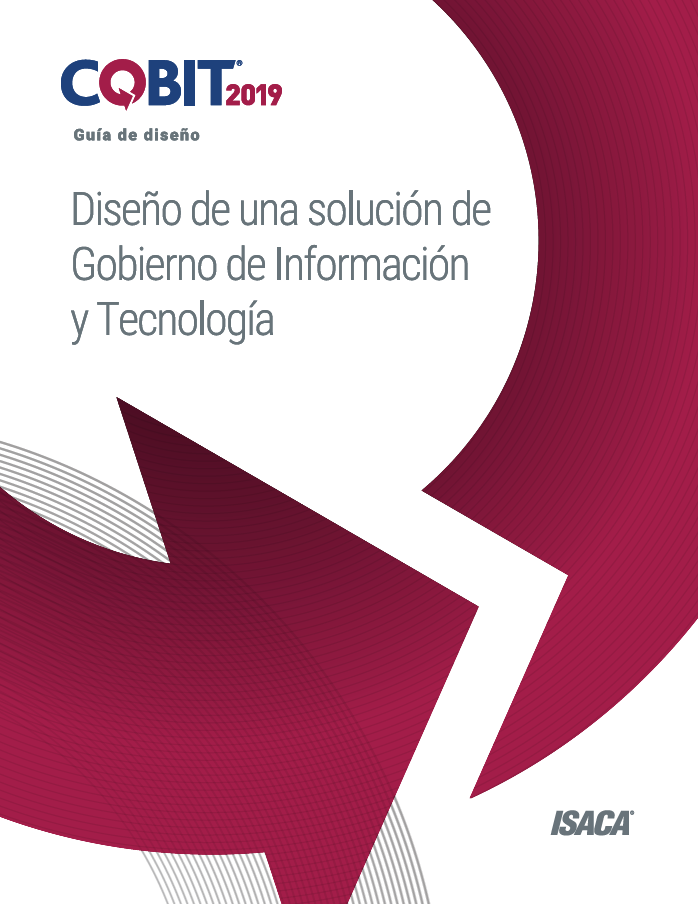 COBIT® 2019
Guía de diseño
Diseño de una solución de
Gobierno de Información
y Tecnología
ISACA®